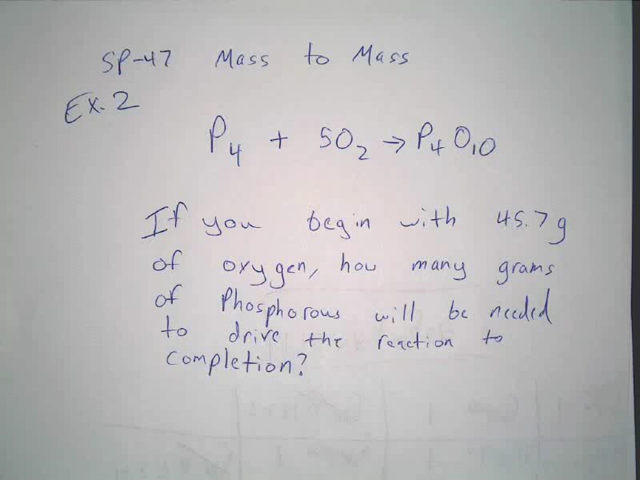 SP-47 Mass to Mass
Ex. 2
P₄ + 5O₂ → P₄O₁₀
If you begin with 45.7g
of oxygen, how many grams
of Phosphorous will be needed
to drive the reaction to
completion?